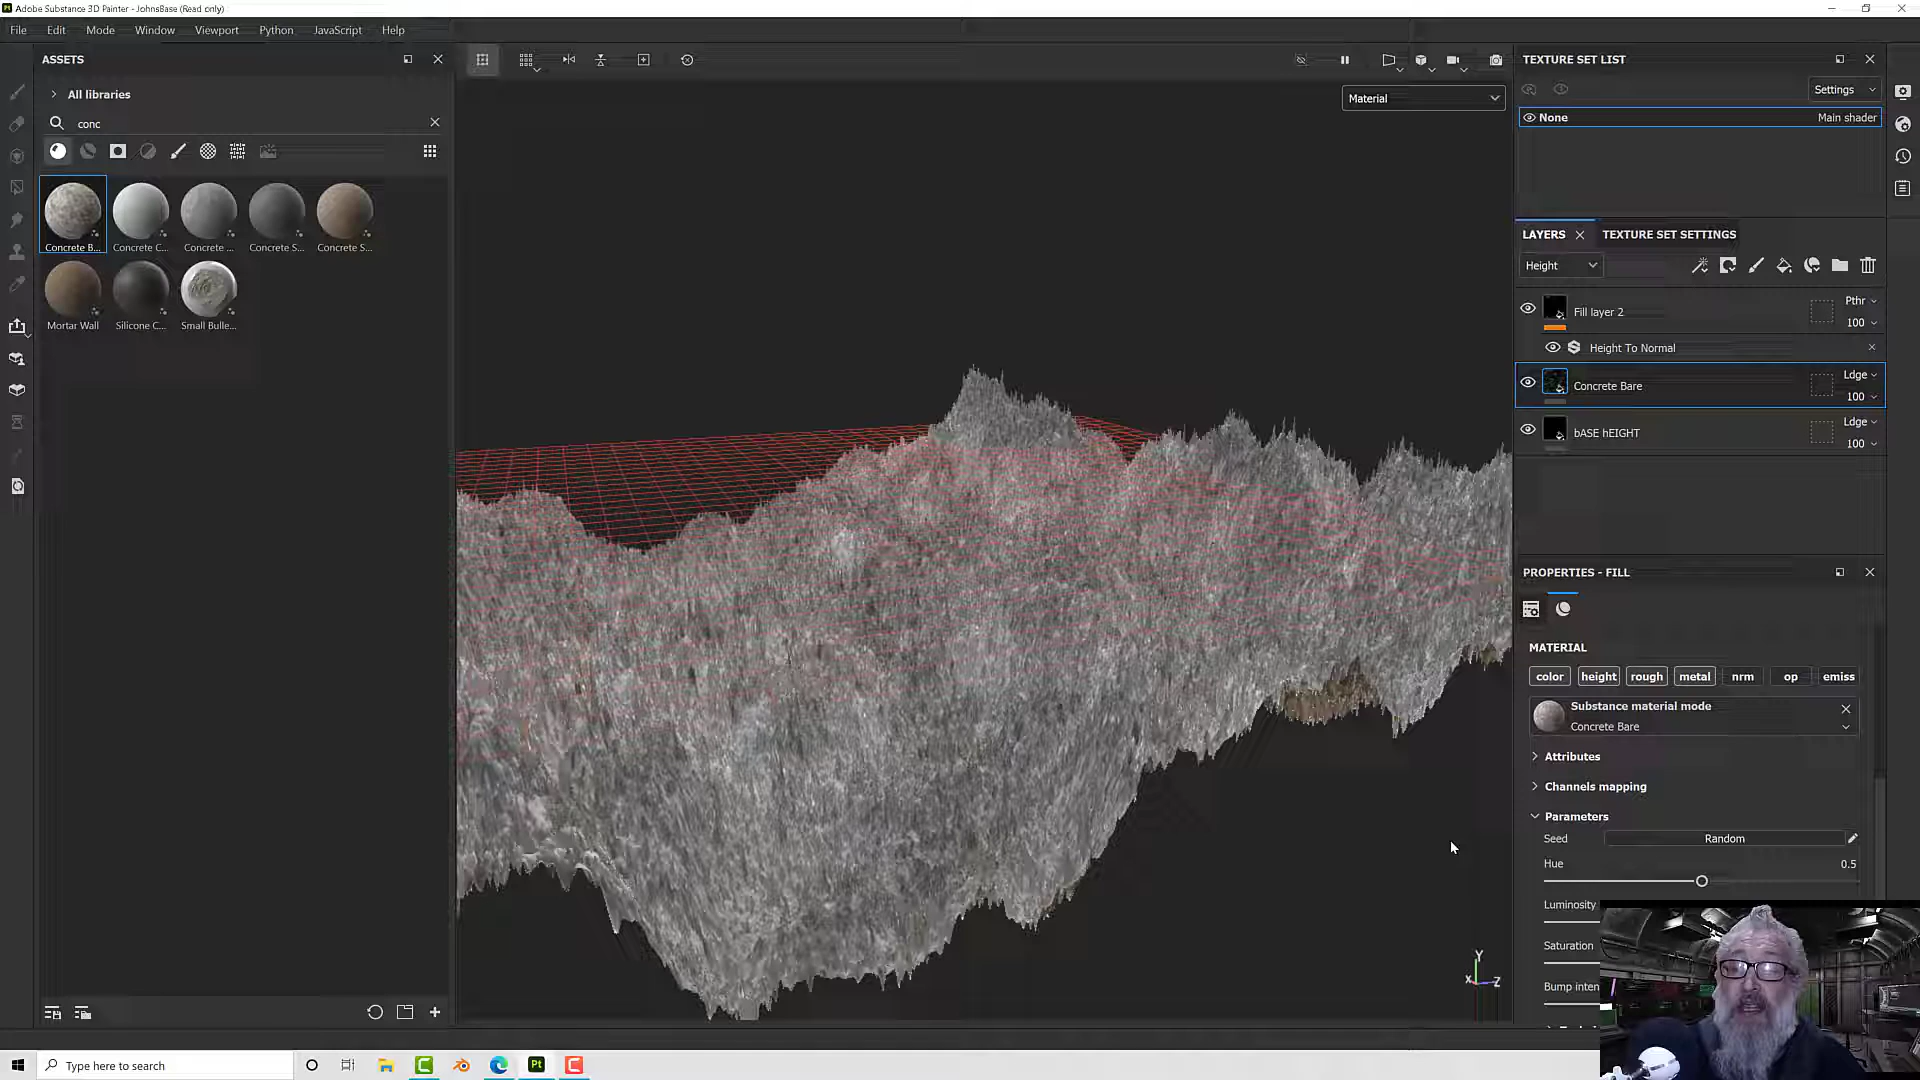 Pt Adobe Substance 3D Painter - JohnsBase (Read only)
File Edit Mode Window Viewport Python JavaScript Help
ASSETS
All libraries
conc
Concrete B...
Concrete C...
Concrete ...
Concrete S...
Concrete S...
Mortar Wall
Silicone C...
Small Bulle...
Material
TEXTURE SET LIST
Settings
None Main shader
LAYERS TEXTURE SET SETTINGS
Height
Fill layer 2 Pthr
100
Height To Normal
Concrete Bare Ldge
100
bASE hEIGHT Ldge
100
PROPERTIES - FILL
MATERIAL
color height rough metal nrm op emiss
Substance material mode
Concrete Bare
Attributes
Channels mapping
Parameters
Seed Random
Hue 0.5
Luminosity
Saturation
Bump inten
Y
X Z
Type here to search
Pt